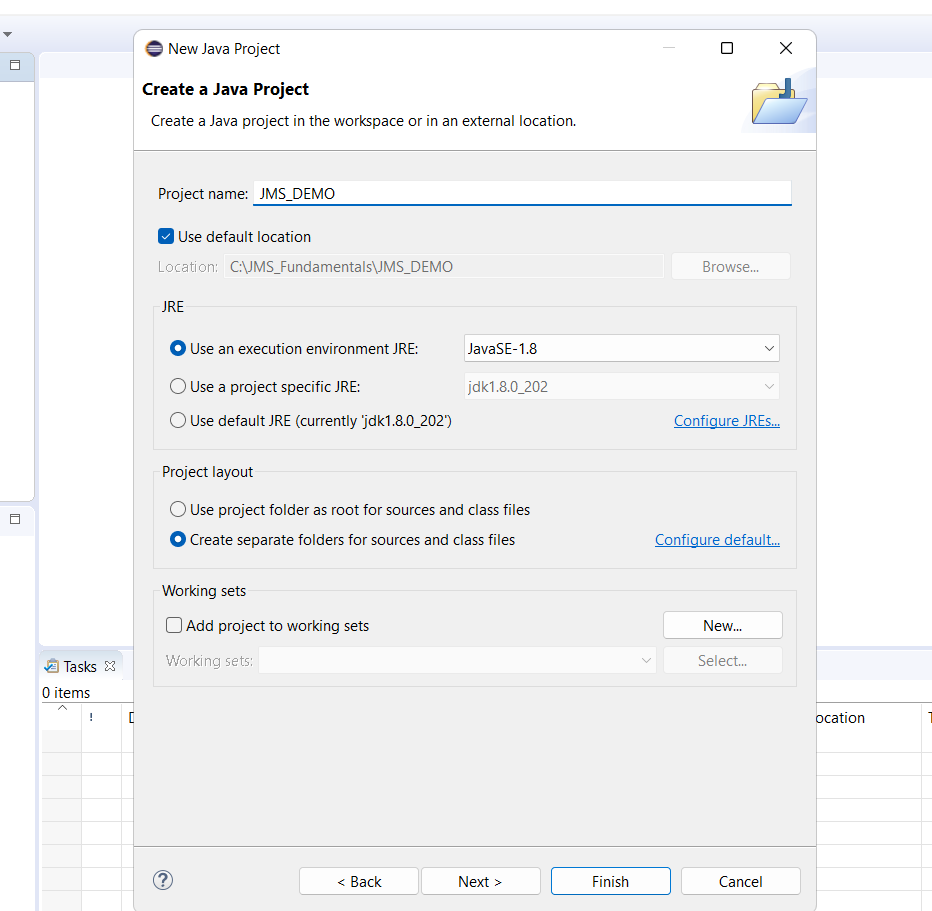 New Java Project
Create a Java Project
Create a Java project in the workspace or in an external location.
Project name: JMS_DEMO
Use default location
Location: C:\JMS_Fundamentals\JMS_DEMO Browse...
JRE
Use an execution environment JRE: JavaSE-1.8
Use a project specific JRE: jdk1.8.0_202
Use default JRE (currently 'jdk1.8.0_202') Configure JREs...
Project layout
Use project folder as root for sources and class files
Create separate folders for sources and class files Configure default...
Working sets
Add project to working sets New...
Working sets: Select...
Tasks
0 items
! ocation
? < Back Next > Finish Cancel